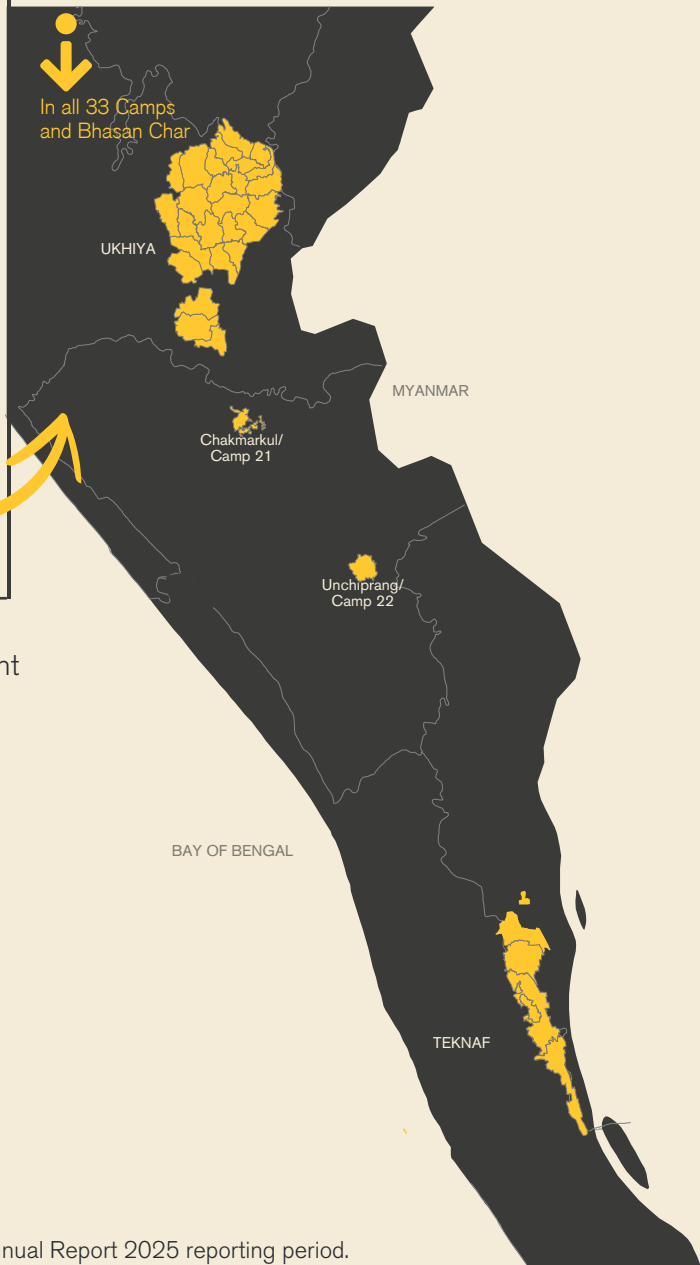 In all 33 Camps
and Bhasan Char
UKHIYA
MYANMAR
Chakmarkul/
Camp 21
Unchiprang/
Camp 22
nt
BAY OF BENGAL
TEKNAF
nual Report 2025 reporting period.